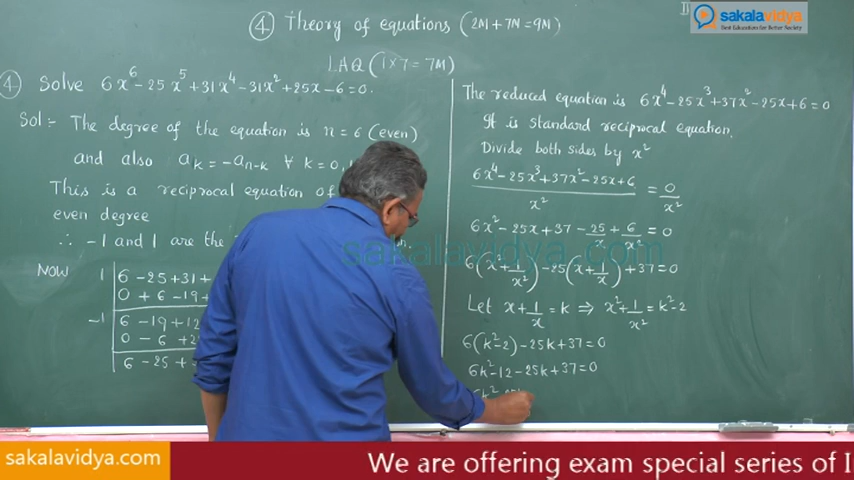 ④ Theory of equations (2M+7M=9M)
sakalavidya
Best Education for Better Society
LAQ (1×7=7M)
④ Solve 6x⁶-25x⁵+31x⁴-31x²+25x-6=0.
Sol:- The degree of the equation is n=6 (even)
and also aₖ=-aₙ₋ₖ ∀ k=0,1
This is a reciprocal equation of
even degree
∴ -1 and 1 are the
Now 1 | 6 -25 +31 +
0 +6 -19 +
-1 | 6 -19 +12
0 -6 +2
6 -25 +
The reduced equation is 6x⁴-25x³+37x²-25x+6=0
It is standard reciprocal equation.
Divide both sides by x²
(6x⁴-25x³+37x²-25x+6)/x² = 0/x²
6x²-25x+37-25/x+6/x²=0
6(x²+1/x²)-25(x+1/x)+37=0
Let x+1/x=k ⇒ x²+1/x²=k²-2
6(k²-2)-25k+37=0
6k²-12-25k+37=0
sakalavidya.com
sakalavidya.com
We are offering exam special series of I